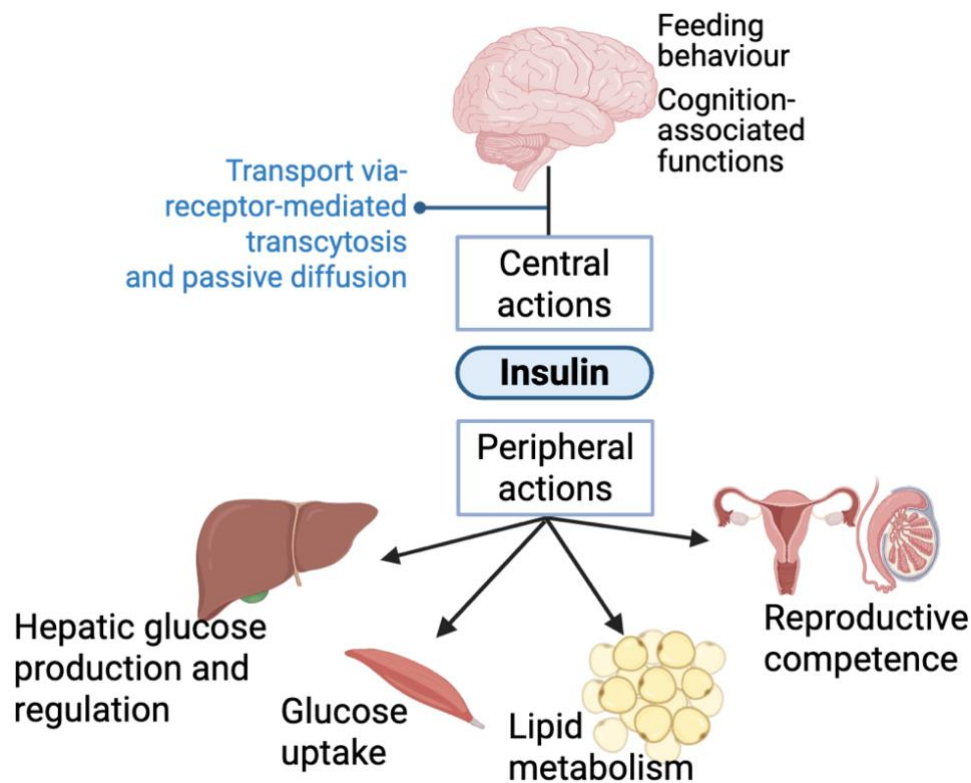 Feeding
behaviour
Cognition-
associated
functions
Transport via-
receptor-mediated
transcytosis
and passive diffusion
Central
actions
Insulin
Peripheral
actions
Hepatic glucose
production and
regulation
Glucose
uptake
Lipid
metabolism
Reproductive
competence